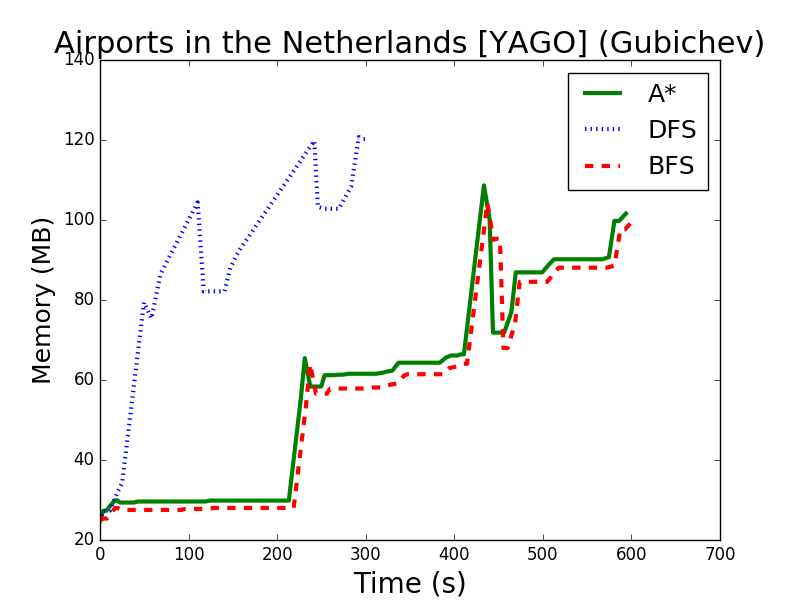 Airports in the Netherlands [YAGO] (Gubichev)
140
120
100
80
60
40
20
Memory (MB)
A*
DFS
BFS
0 100 200 300 400 500 600 700
Time (s)